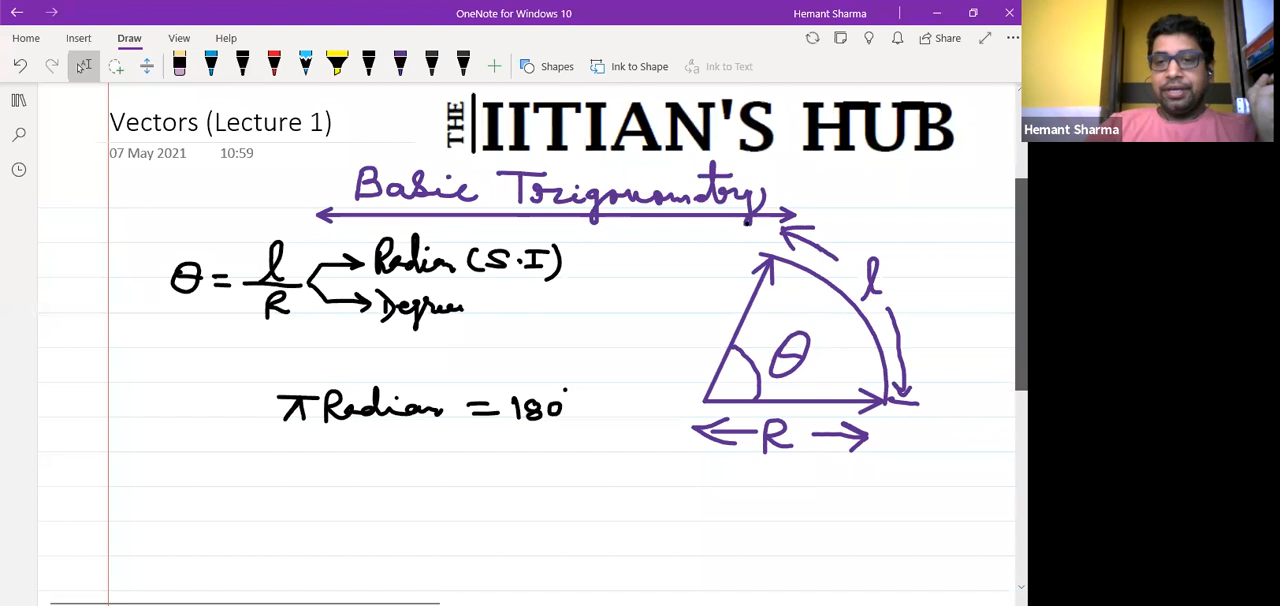 OneNote for Windows 10
Hemant Sharma
Home Insert Draw View Help
Share
Shapes Ink to Shape Ink to Text
Vectors (Lecture 1)
07 May 2021 10:59
THE IITIAN'S HUB
Hemant Sharma
Basic Trigonometry
θ = l/R
Radian (S.I)
Degree
l
θ
π Radian = 180°
R